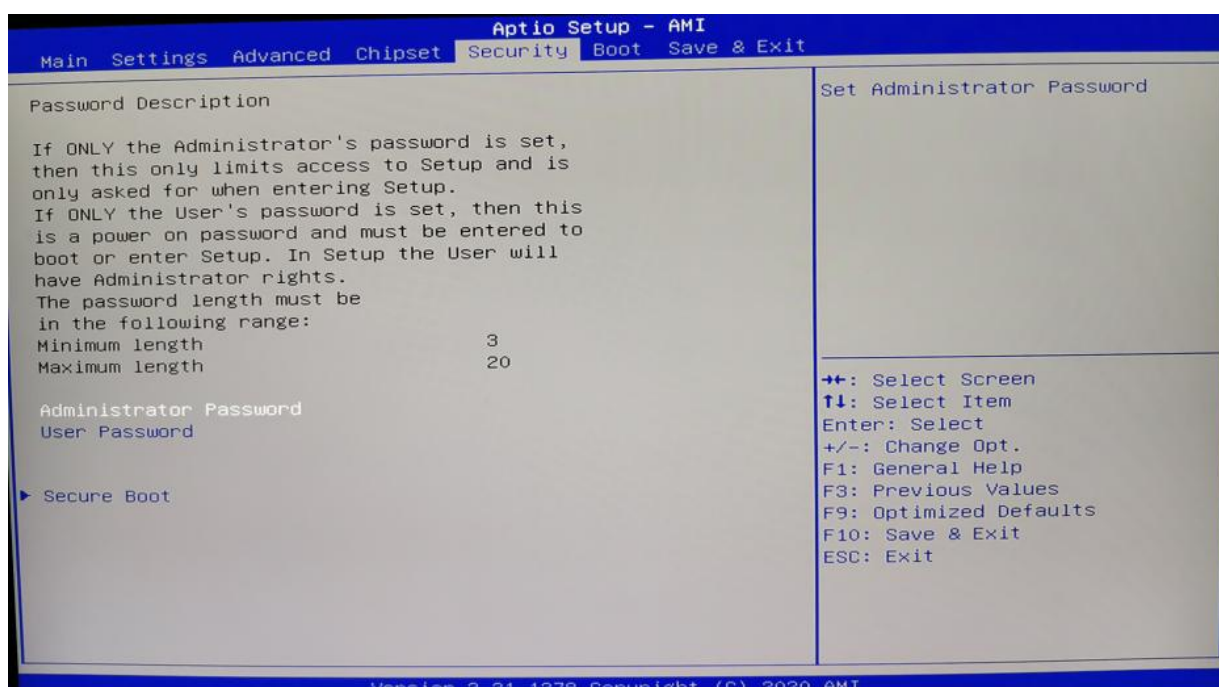 Aptio Setup – AMI
Main Settings Advanced Chipset Security Boot Save & Exit
Password Description
If ONLY the Administrator's password is set,
then this only limits access to Setup and is
only asked for when entering Setup.
If ONLY the User's password is set, then this
is a power on password and must be entered to
boot or enter Setup. In Setup the User will
have Administrator rights.
The password length must be
in the following range:
Minimum length 3
Maximum length 20
Administrator Password
User Password
Secure Boot
Set Administrator Password
→←: Select Screen
↑↓: Select Item
Enter: Select
+/-: Change Opt.
F1: General Help
F3: Previous Values
F9: Optimized Defaults
F10: Save & Exit
ESC: Exit
Version 2.21.1278 Copyright (C) 2020 AMI